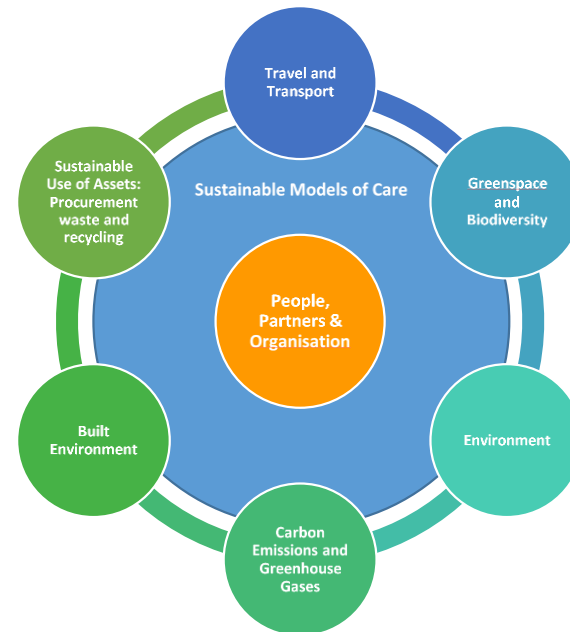 Travel and
Transport
Sustainable
Use of Assets:
Procurement
waste and
recycling
Sustainable Models of Care
Greenspace
and
Biodiversity
People,
Partners &
Organisation
Built
Environment
Environment
Carbon
Emissions and
Greenhouse
Gases